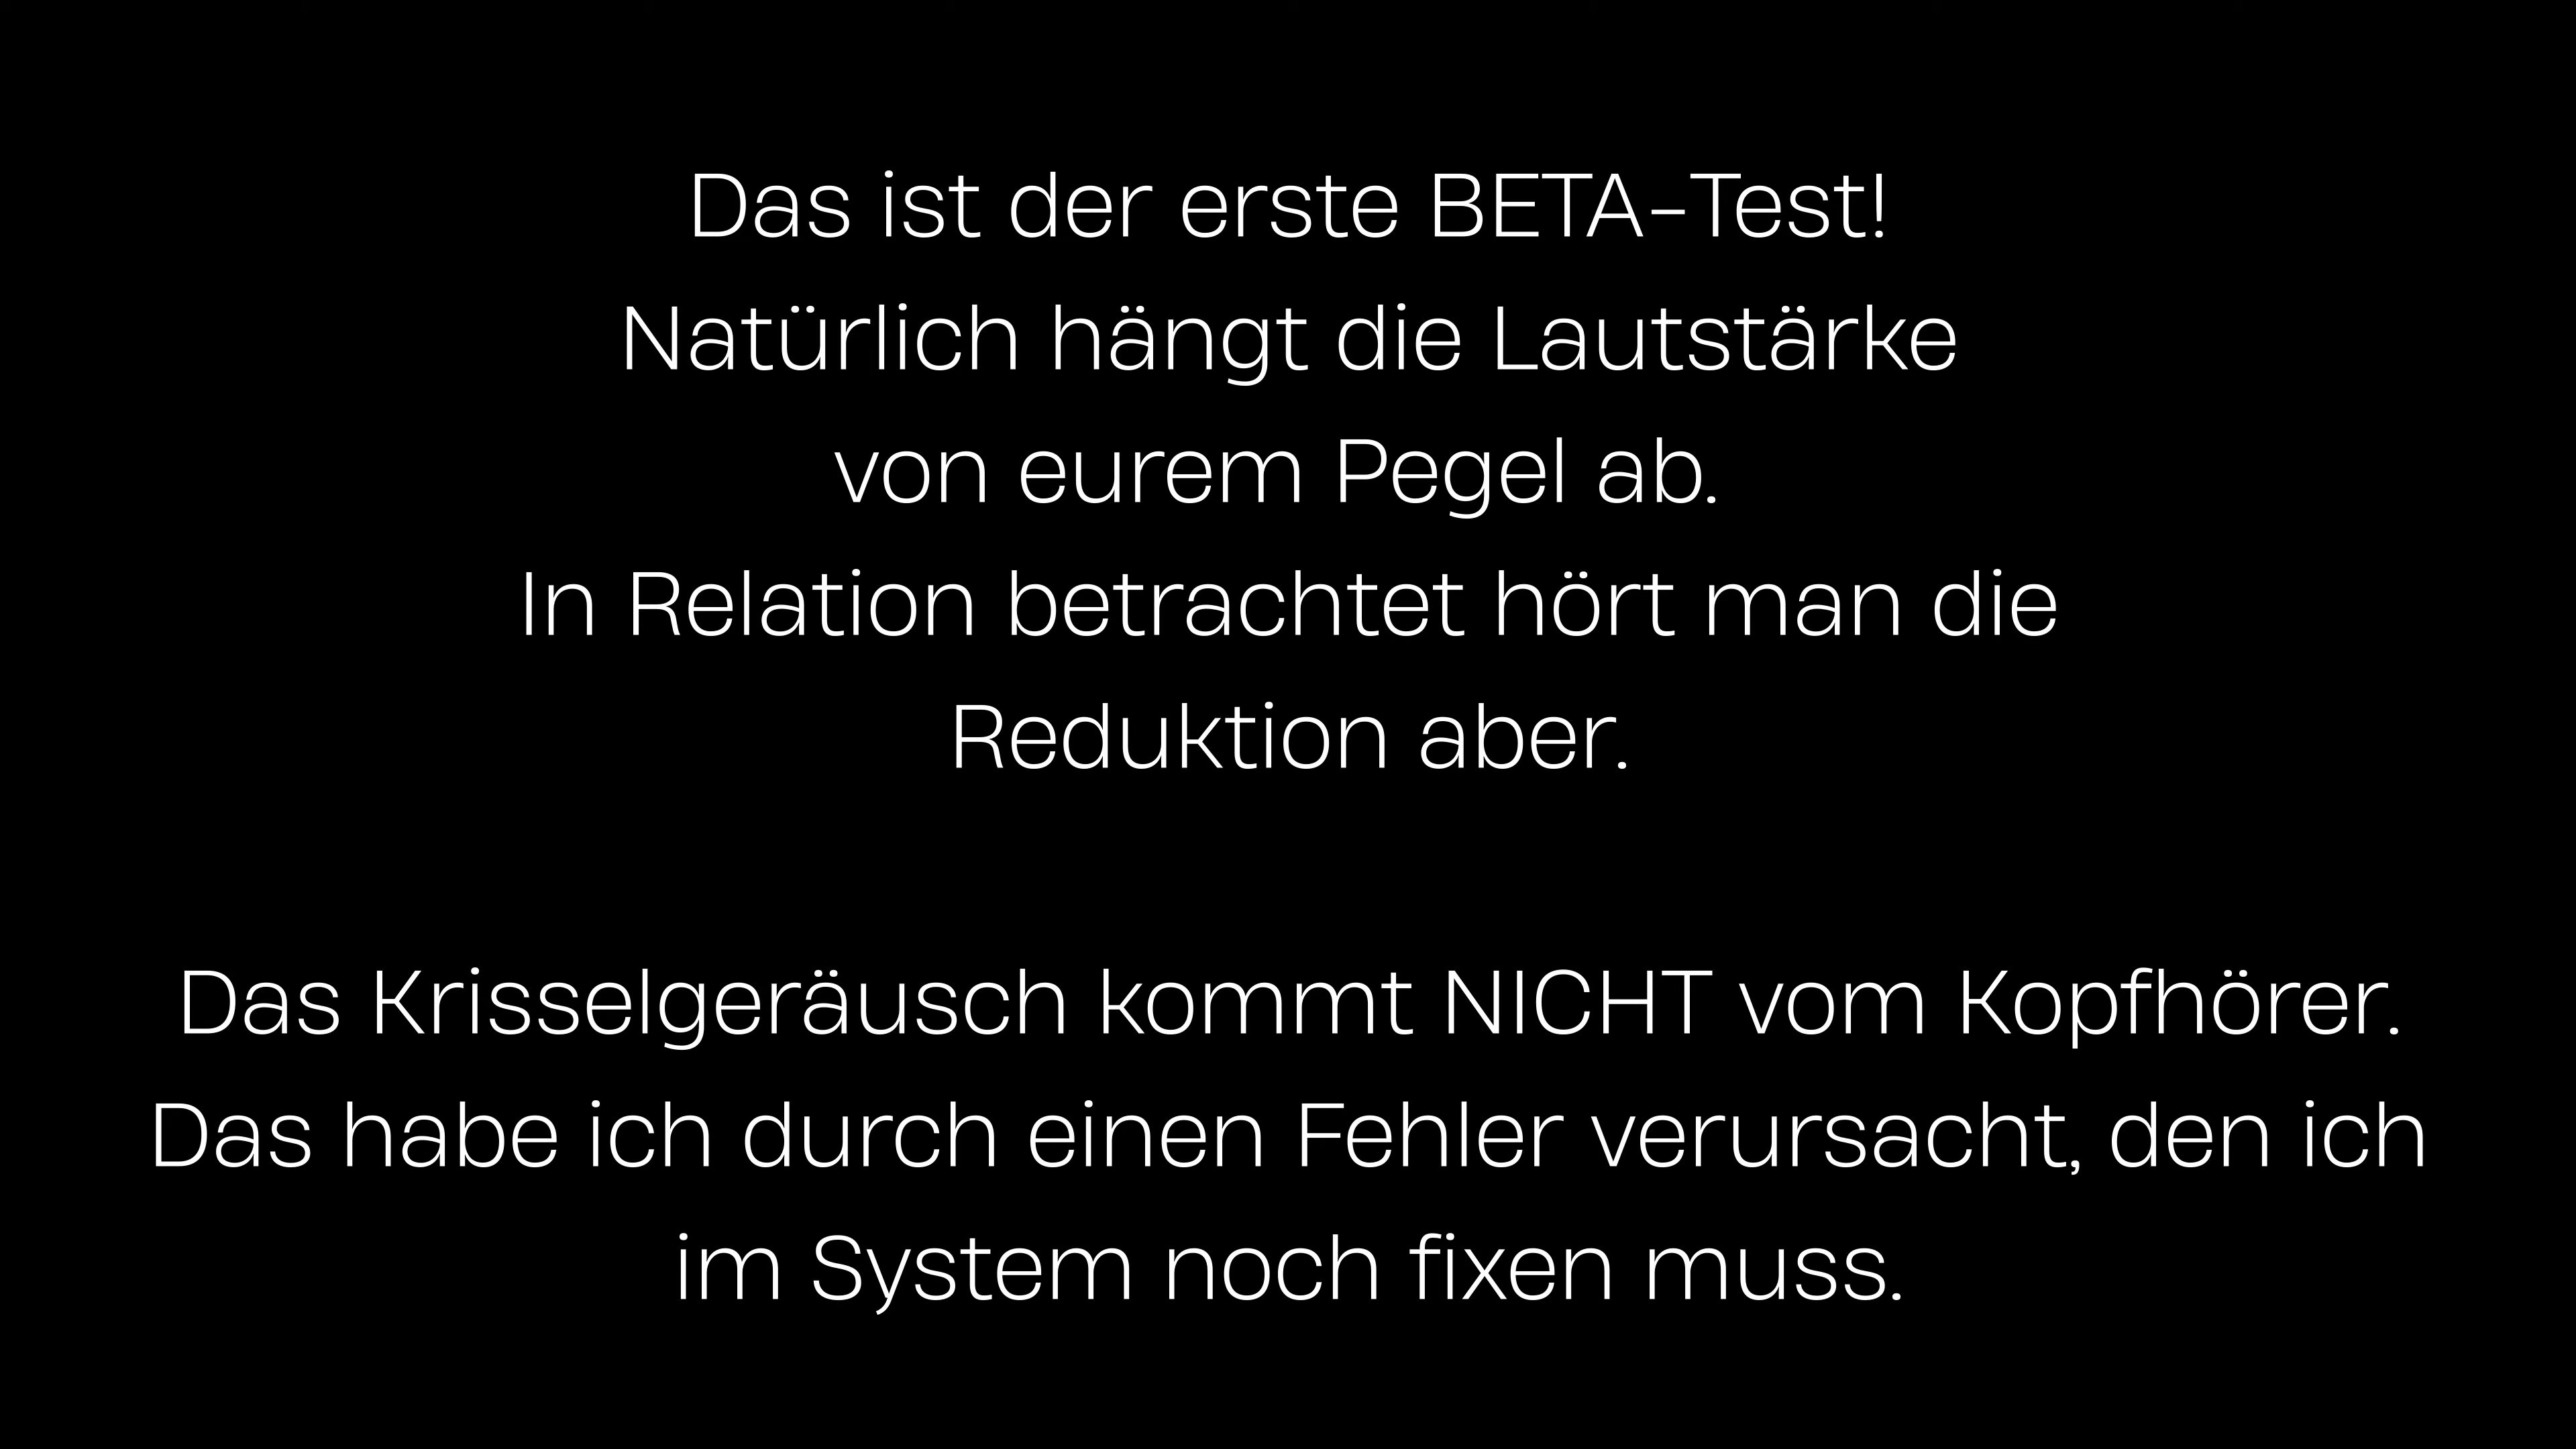 Das ist der erste BETA-Test!
Natürlich hängt die Lautstärke
von eurem Pegel ab.
In Relation betrachtet hört man die
Reduktion aber.
Das Krisselgeräusch kommt NICHT vom Kopfhörer.
Das habe ich durch einen Fehler verursacht, den ich
im System noch fixen muss.